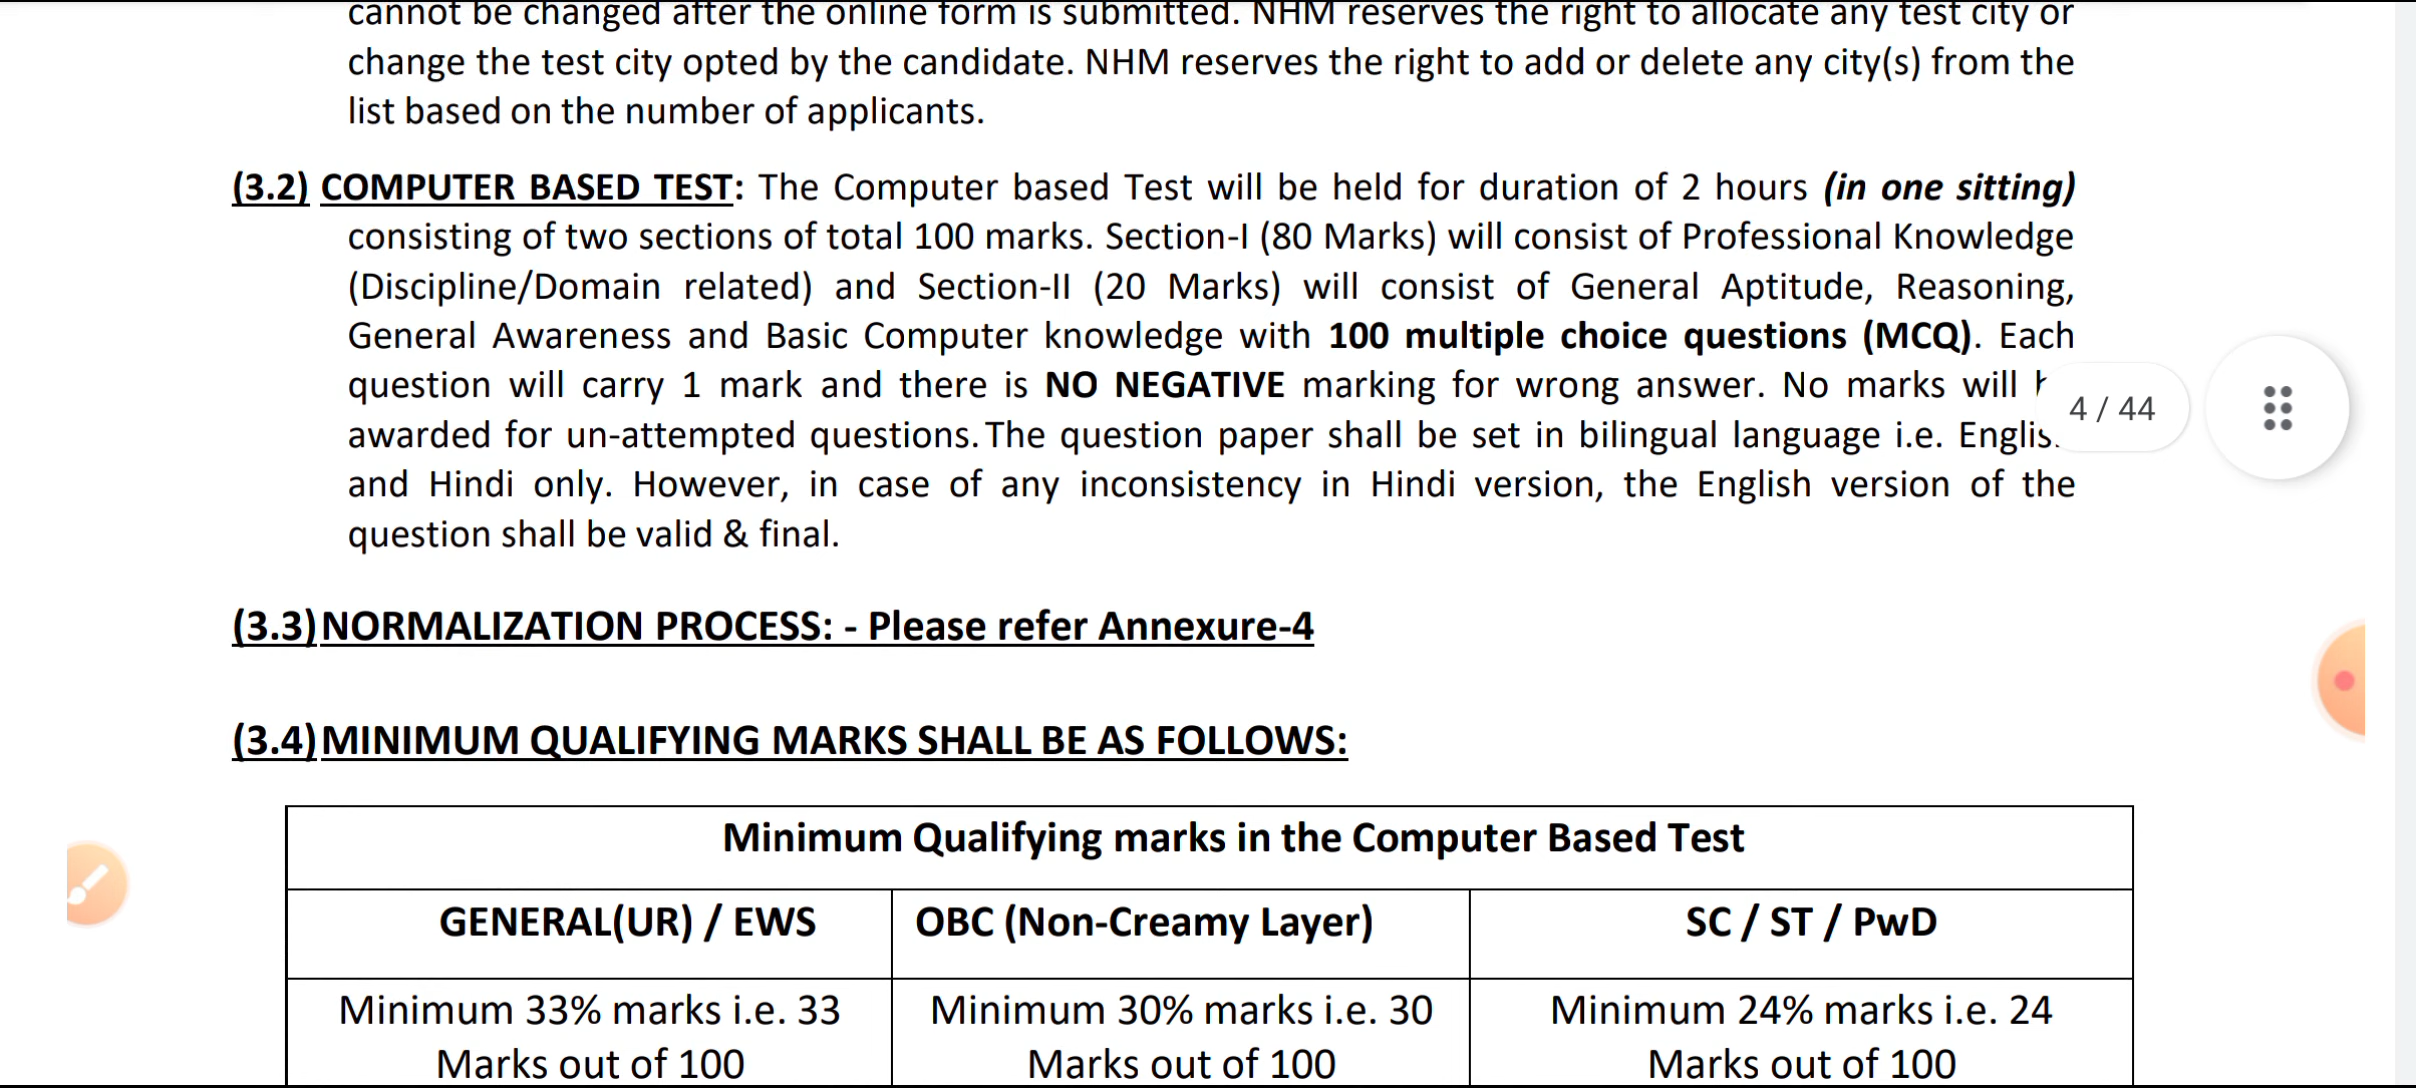 cannot be changed after the online form is submitted. NHM reserves the right to allocate any test city or
change the test city opted by the candidate. NHM reserves the right to add or delete any city(s) from the
list based on the number of applicants.
(3.2) COMPUTER BASED TEST: The Computer based Test will be held for duration of 2 hours (in one sitting)
consisting of two sections of total 100 marks. Section-I (80 Marks) will consist of Professional Knowledge
(Discipline/Domain related) and Section-II (20 Marks) will consist of General Aptitude, Reasoning,
General Awareness and Basic Computer knowledge with 100 multiple choice questions (MCQ). Each
question will carry 1 mark and there is NO NEGATIVE marking for wrong answer. No marks will
awarded for un-attempted questions. The question paper shall be set in bilingual language i.e.
and Hindi only. However, in case of any inconsistency in Hindi version, the English version of the
question shall be valid & final.
4 / 44
(3.3) NORMALIZATION PROCESS: - Please refer Annexure-4
(3.4) MINIMUM QUALIFYING MARKS SHALL BE AS FOLLOWS:
Minimum Qualifying marks in the Computer Based Test
GENERAL(UR) / EWS
OBC (Non-Creamy Layer)
SC / ST / PwD
Minimum 33% marks i.e. 33
Marks out of 100
Minimum 30% marks i.e. 30
Marks out of 100
Minimum 24% marks i.e. 24
Marks out of 100